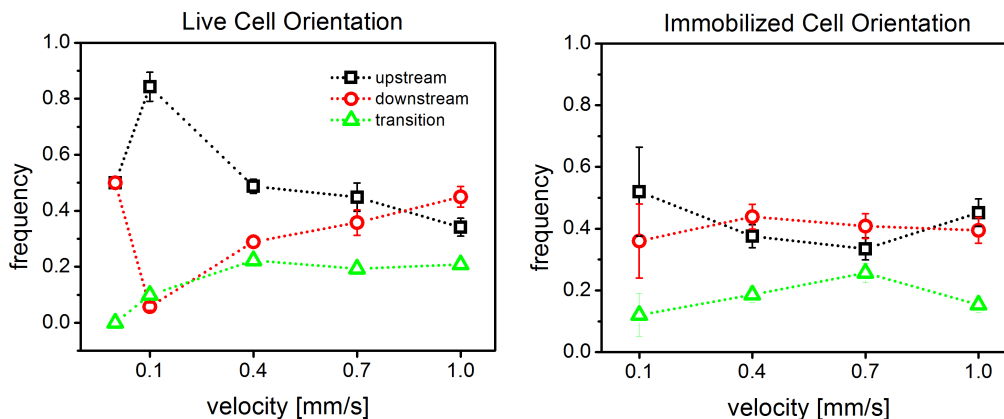 Live Cell Orientation
1.0
0.8
0.6
0.4
0.2
0.0
frequency
upstream
downstream
transition
0.1 0.4 0.7 1.0
velocity [mm/s]
Immobilized Cell Orientation
1.0
0.8
0.6
0.4
0.2
0.0
frequency
0.1 0.4 0.7 1.0
velocity [mm/s]